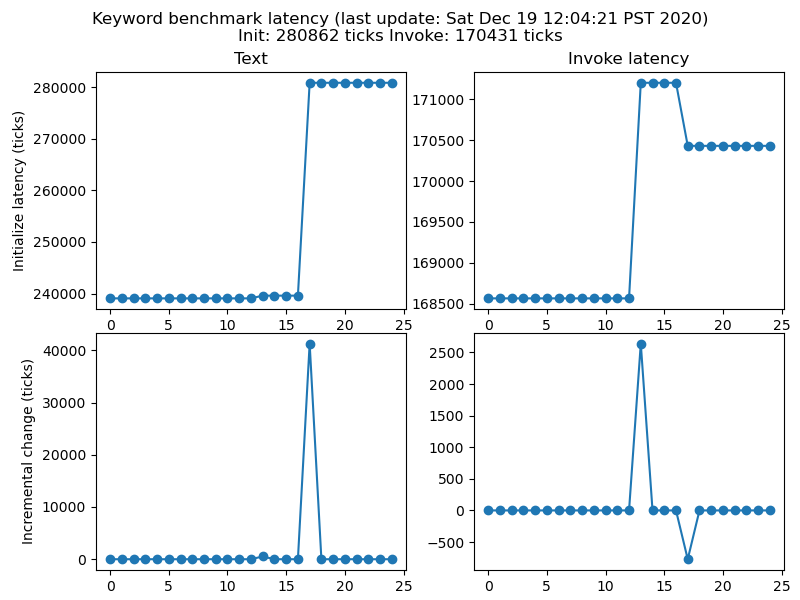 Keyword benchmark latency (last update: Sat Dec 19 12:04:21 PST 2020)
Init: 280862 ticks Invoke: 170431 ticks
Text
Invoke latency
Initialize latency (ticks)
280000
270000
260000
250000
240000
0 5 10 15 20 25
171000
170500
170000
169500
169000
168500
0 5 10 15 20 25
Incremental change (ticks)
40000
30000
20000
10000
0
0 5 10 15 20 25
2500
2000
1500
1000
500
0
−500
0 5 10 15 20 25